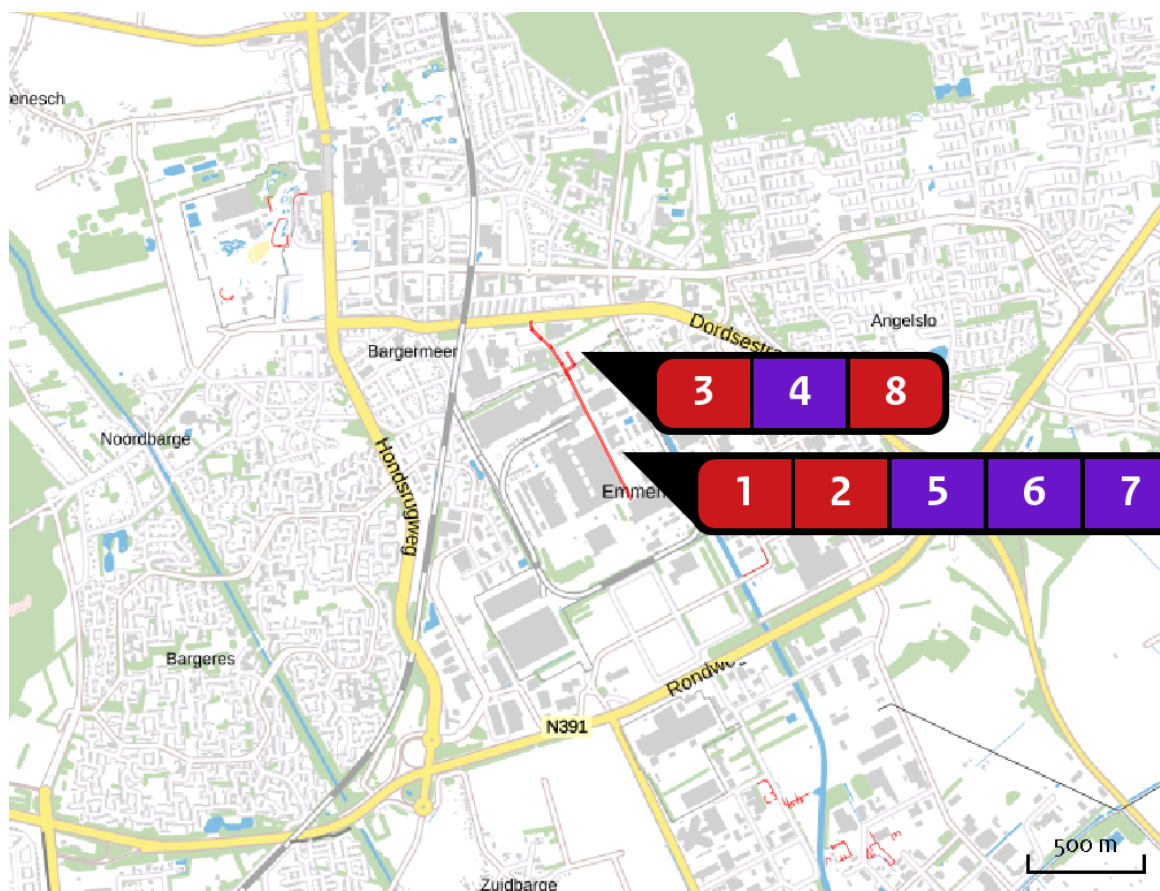 enesch
Dordsestra
Angelslo
Bargermeer
3 4 8
Noordbarge
Hondsrugweg
Emmen
1 2 5 6 7
Bargeres
Rondweg
N391
500 m
Zuidbarge